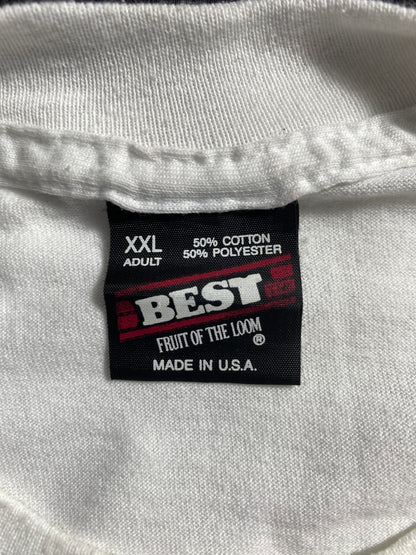 XXL 50% COTTON
ADULT 50% POLYESTER
BEST
FRUIT OF THE LOOM ®
MADE IN U.S.A.